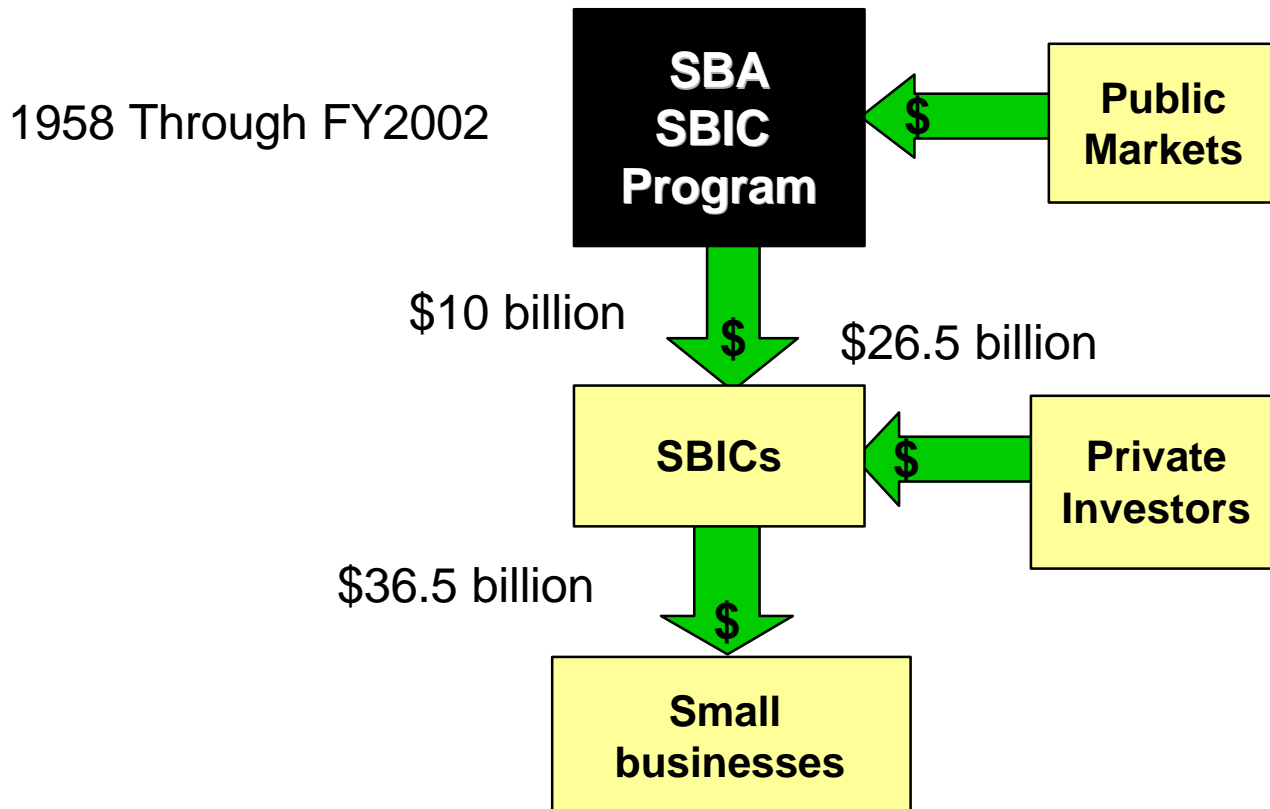 SBA
SBIC
Program
Public
Markets
1958 Through FY2002
$
$10 billion
$
$26.5 billion
SBICs
$
Private
Investors
$36.5 billion
$
Small
businesses